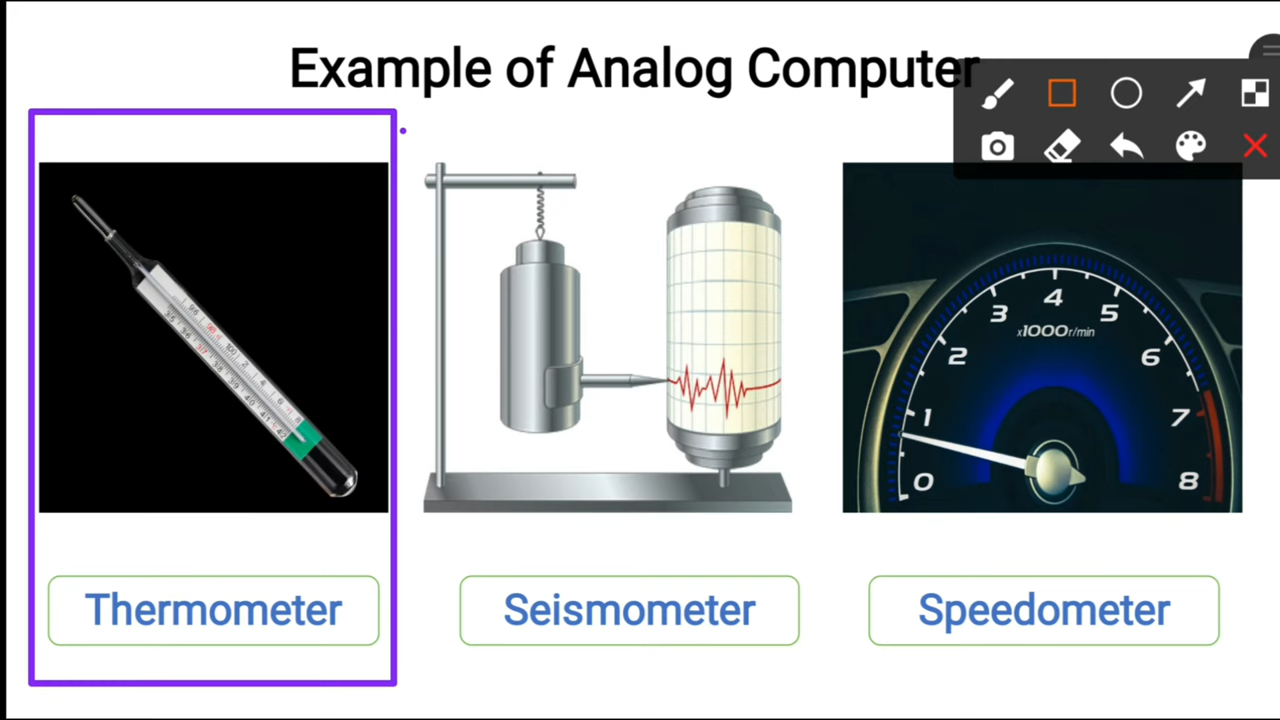 Example of Analog Computer
4
3
5
x1000r/min
2
6
1
7
0
8
Thermometer
Seismometer
Speedometer